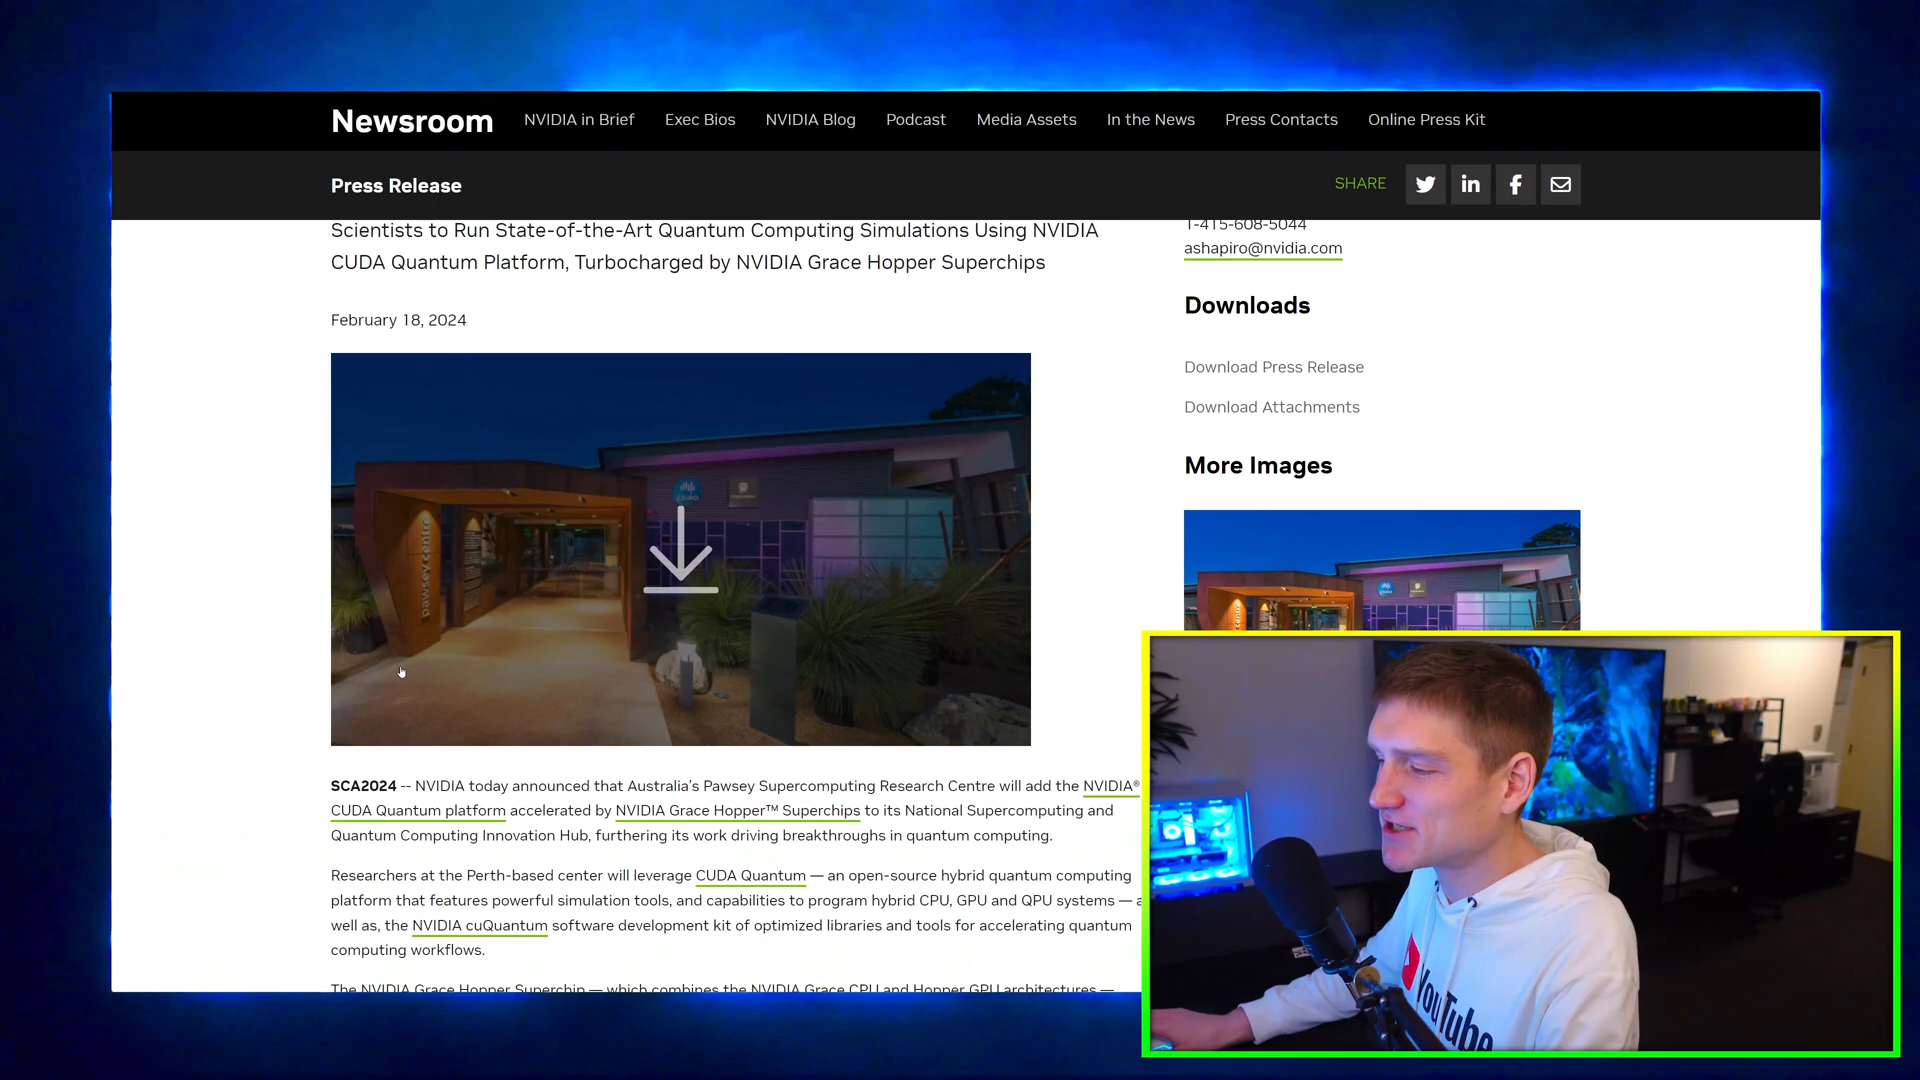 Newsroom NVIDIA in Brief Exec Bios NVIDIA Blog Podcast Media Assets In the News Press Contacts Online Press Kit
Press Release
SHARE
Scientists to Run State-of-the-Art Quantum Computing Simulations Using NVIDIA
CUDA Quantum Platform, Turbocharged by NVIDIA Grace Hopper Superchips
February 18, 2024
pawsey centre
CSIRO
SCA2024 -- NVIDIA today announced that Australia's Pawsey Supercomputing Research Centre will add the NVIDIA®
CUDA Quantum platform accelerated by NVIDIA Grace Hopper™ Superchips to its National Supercomputing and
Quantum Computing Innovation Hub, furthering its work driving breakthroughs in quantum computing.
Researchers at the Perth-based center will leverage CUDA Quantum — an open-source hybrid quantum computing
platform that features powerful simulation tools, and capabilities to program hybrid CPU, GPU and QPU systems —
well as, the NVIDIA cuQuantum software development kit of optimized libraries and tools for accelerating quantum
computing workflows.
The NVIDIA Grace Hopper Superchip — which combines the NVIDIA Grace CPU and Hopper GPU architectures —
1-415-608-5044
ashapiro@nvidia.com
Downloads
Download Press Release
Download Attachments
More Images
YouTube